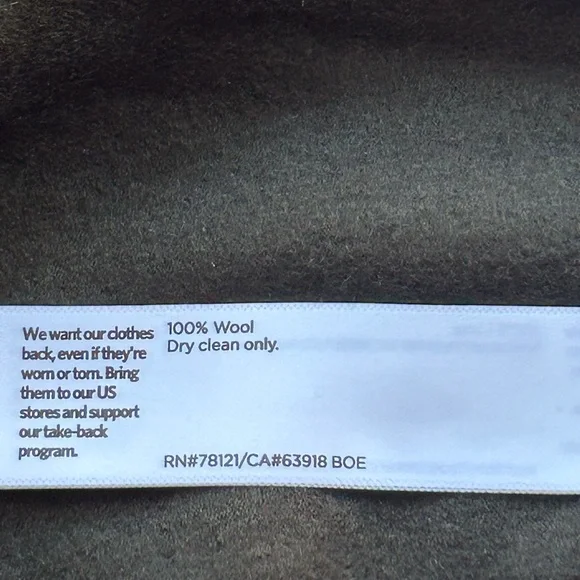 We want our clothes
back, even if they're
worn or torn. Bring
them to our US
stores and support
our take-back
program.
100% Wool
Dry clean only.
RN#78121/CA#63918 BOE